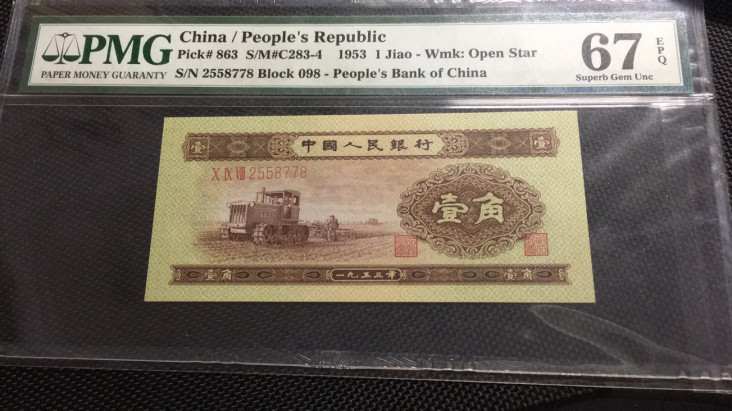 PMG
PAPER MONEY GUARANTY
China / People's Republic
Pick# 863 S/M#C283-4 1953 1 Jiao - Wmk: Open Star
S/N 2558778 Block 098 - People's Bank of China
67
EPQ
Superb Gem Unc
壹 中國人民銀行 壹
X IX VIII 2558778
壹角
壹角 一九五三年 壹角